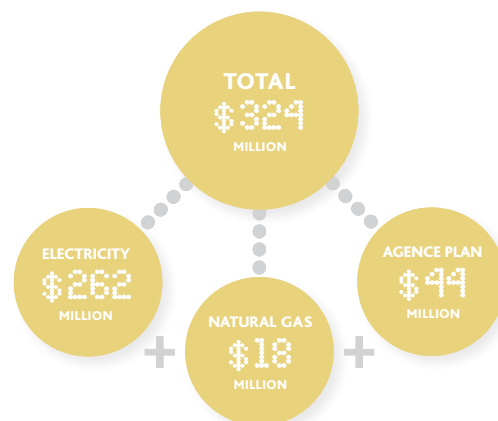 TOTAL
$324
MILLION
ELECTRICITY
$262
MILLION
+
NATURAL GAS
$18
MILLION
+
AGENCE PLAN
$44
MILLION